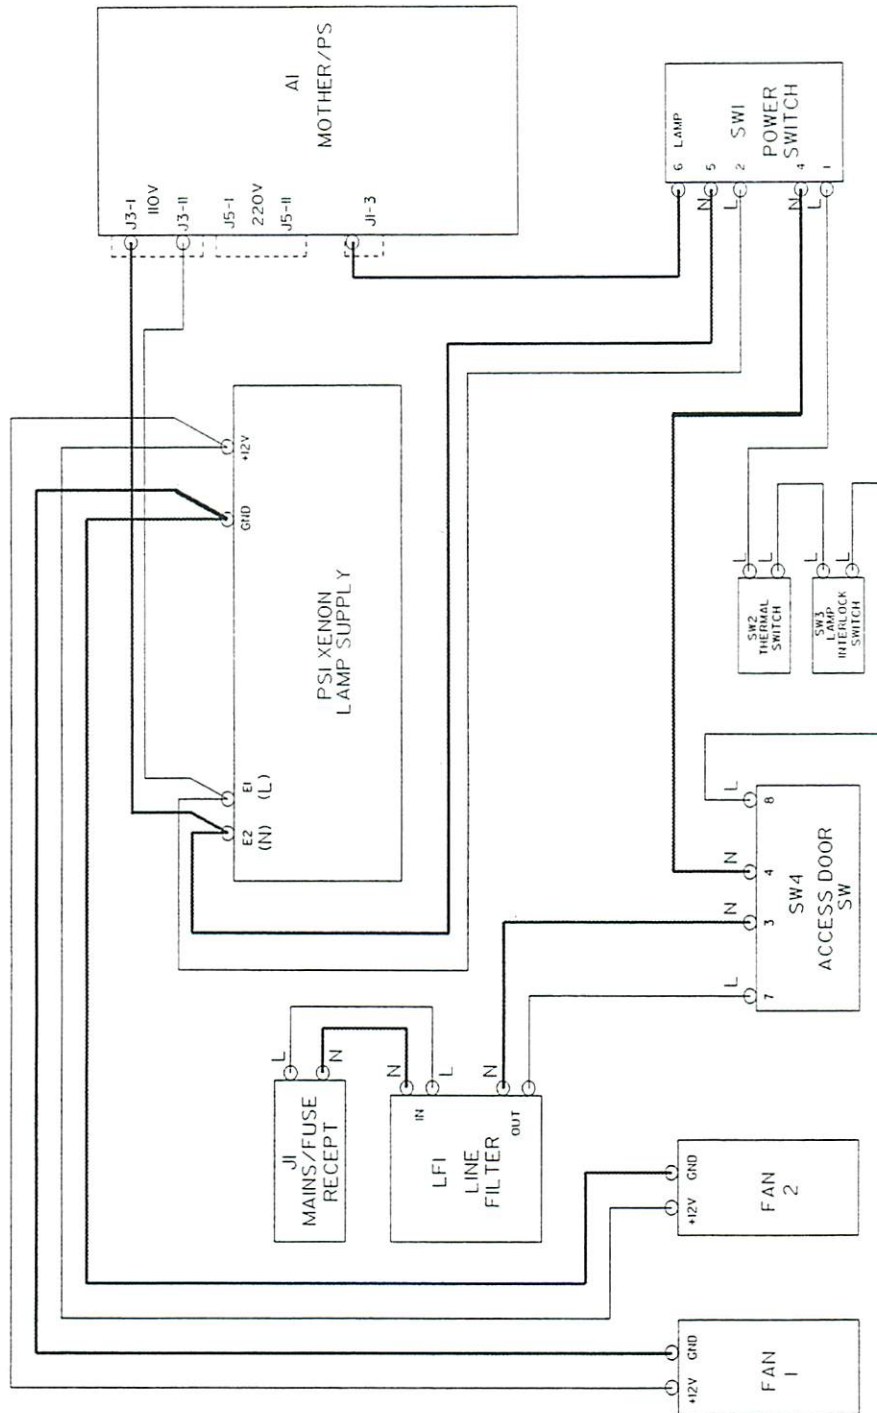 A1
MOTHER/PS
J3-1
110V
J3-11
J5-1
220V
J5-11
J1-3
6 LAMP
5
2
4
1
SW1
POWER
SWITCH
N
L
N
L
+12V
GND
PS1 XENON
LAMP SUPPLY
E1
(L)
E2
(N)
L
L
SW2
THERMAL
SWITCH
L
L
SW3
LAMP
INTERLOCK
SWITCH
L
N
N
L
8
4
3
7
SW4
ACCESS DOOR
SW
L
N
J1
MAINS/FUSE
RECEPT
N
L
N
IN
OUT
LF1
LINE
FILTER
GND
+12V
FAN
2
GND
+12V
FAN
1